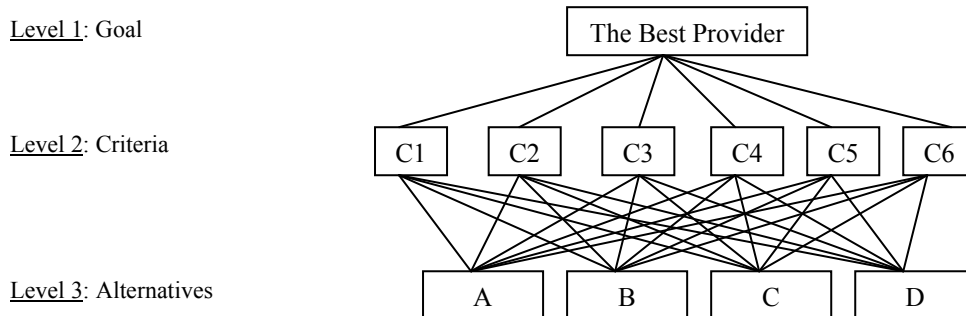 Level 1: Goal
The Best Provider
Level 2: Criteria
C1 C2 C3 C4 C5 C6
Level 3: Alternatives
A B C D